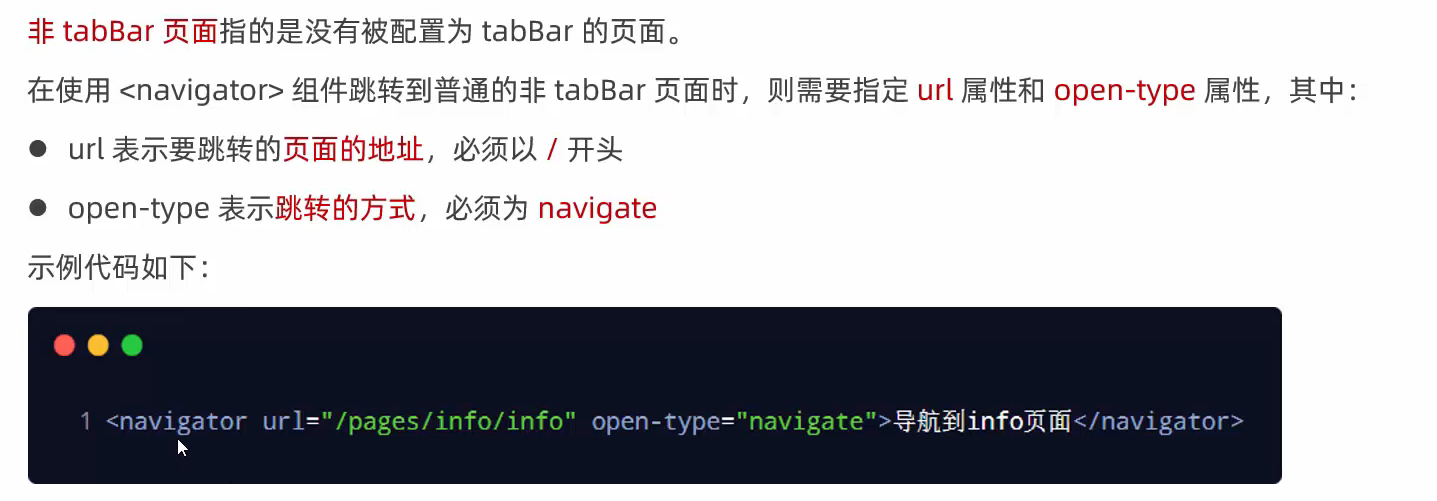 非 tabBar 页面指的是没有被配置为 tabBar 的页面。
在使用 <navigator> 组件跳转到普通的非 tabBar 页面时，则需要指定 url 属性和 open-type 属性，其中：
● url 表示要跳转的页面的地址，必须以 / 开头
● open-type 表示跳转的方式，必须为 navigate
示例代码如下：
1 <navigator url="/pages/info/info" open-type="navigate">导航到info页面</navigator>